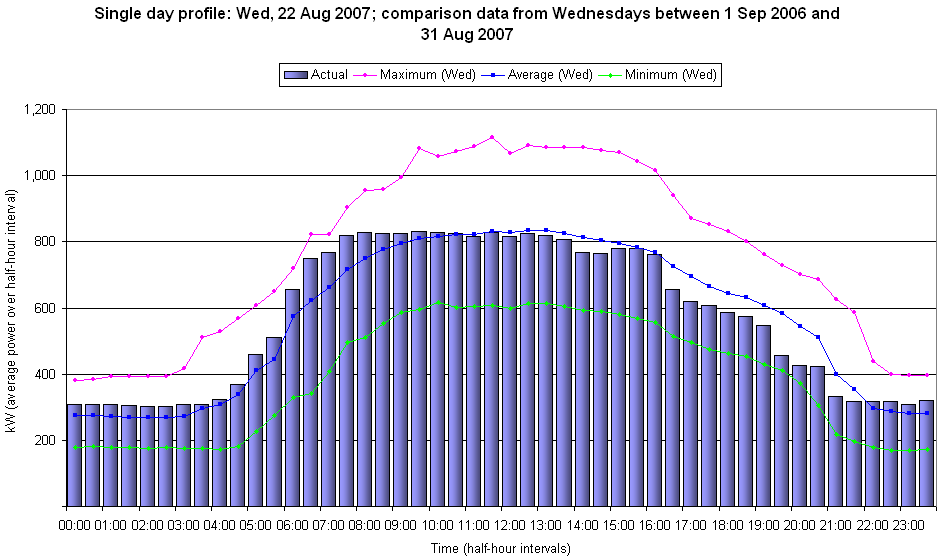 Single day profile: Wed, 22 Aug 2007; comparison data from Wednesdays between 1 Sep 2006 and
31 Aug 2007
Actual Maximum (Wed) Average (Wed) Minimum (Wed)
kW (average power over half-hour interval)
1,200
1,000
800
600
400
200
00:00 01:00 02:00 03:00 04:00 05:00 06:00 07:00 08:00 09:00 10:00 11:00 12:00 13:00 14:00 15:00 16:00 17:00 18:00 19:00 20:00 21:00 22:00 23:00
Time (half-hour intervals)